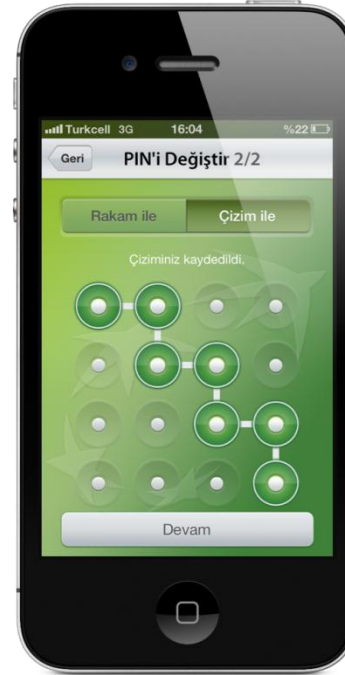 Turkcell 3G 16:04 %22
Geri PIN'i Değiştir 2/2
Rakam ile Çizim ile
Çiziminiz kaydedildi.
Devam